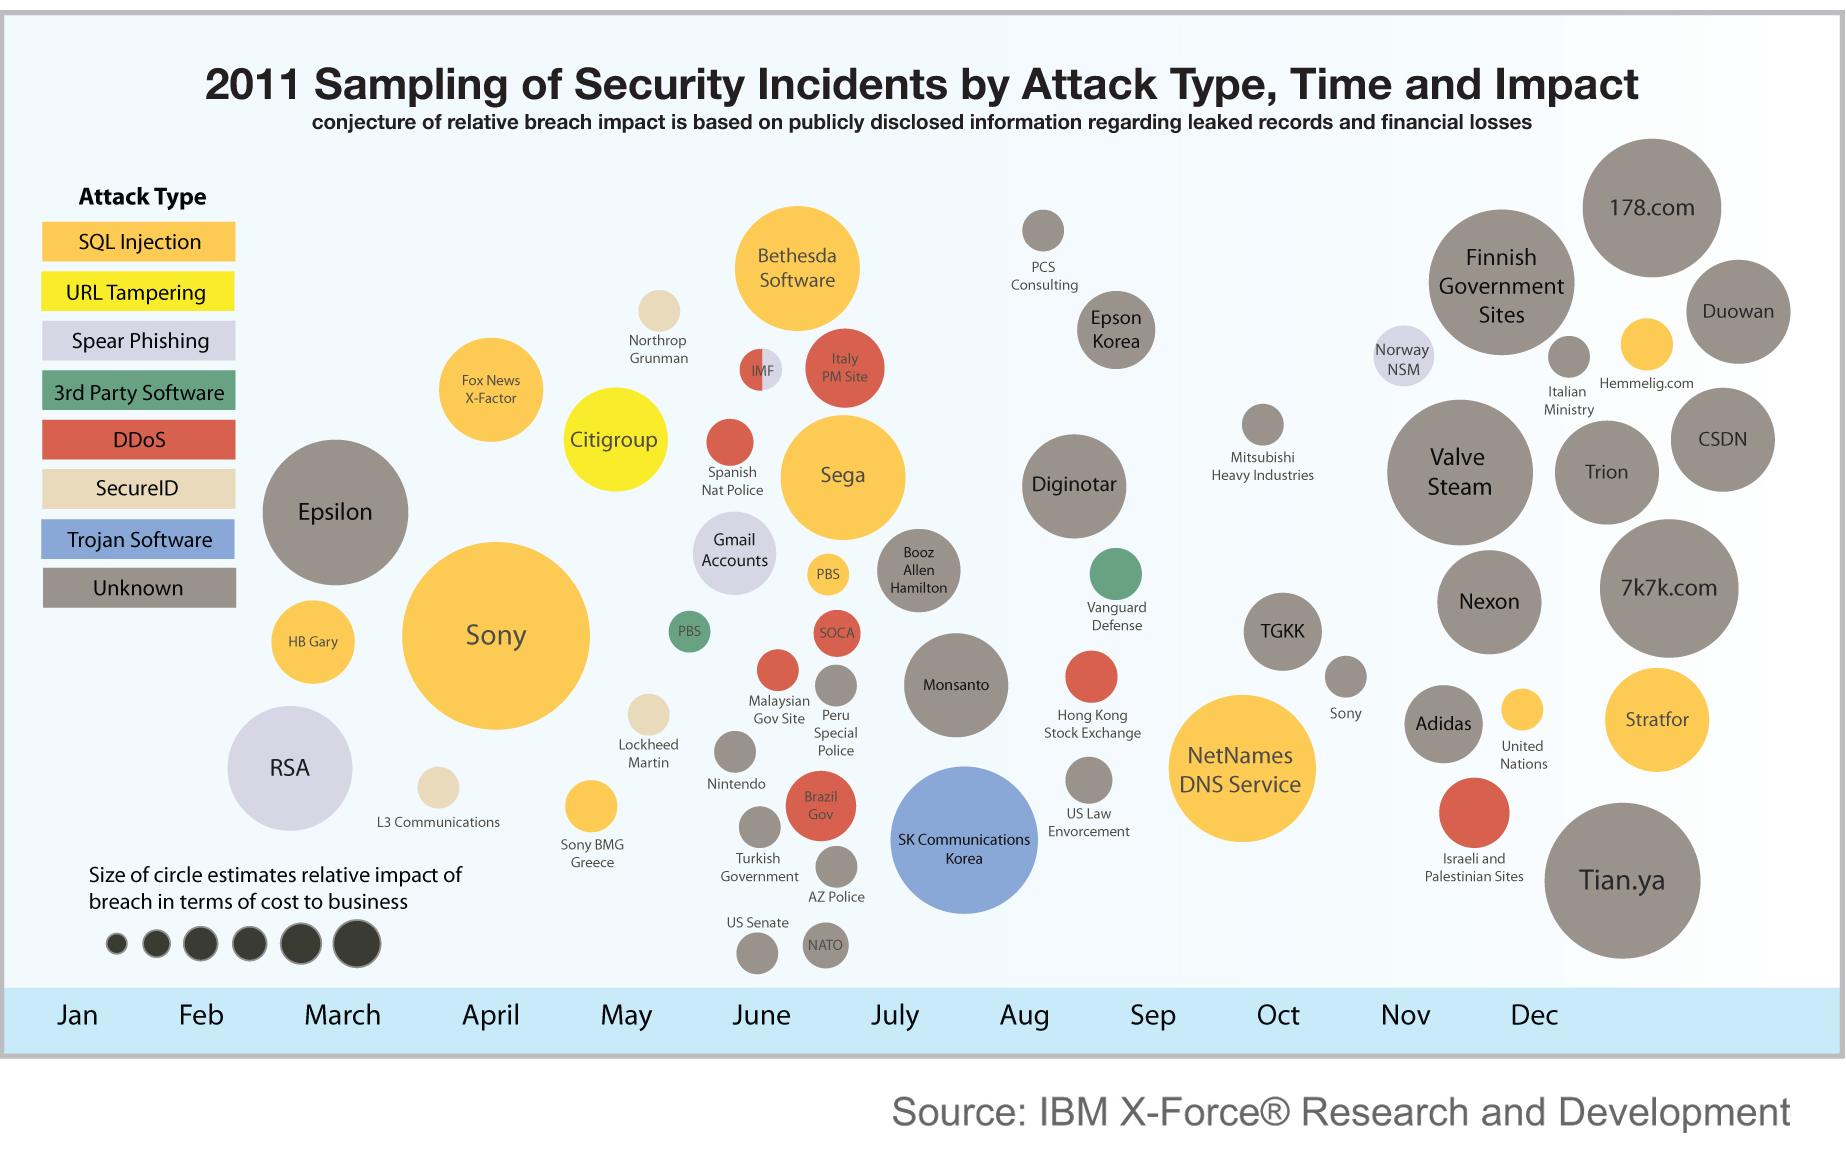 2011 Sampling of Security Incidents by Attack Type, Time and Impact
conjecture of relative breach impact is based on publicly disclosed information regarding leaked records and financial losses
Attack Type
SQL Injection
URL Tampering
Spear Phishing
3rd Party Software
DDoS
SecureID
Trojan Software
Unknown
Epsilon
HB Gary
RSA
L3 Communications
Fox News
X-Factor
Sony
Sony BMG
Greece
Northrop
Grunman
Citigroup
Lockheed
Martin
Bethesda
Software
IMF
Italy
PM Site
Spanish
Nat Police
Sega
Gmail
Accounts
PBS
PBS
SOCA
Malaysian
Gov Site
Peru
Special
Police
Nintendo
Brazil
Gov
Turkish
Government
AZ Police
US Senate
NATO
Booz
Allen
Hamilton
Monsanto
SK Communications
Korea
PCS
Consulting
Epson
Korea
Diginotar
Vanguard
Defense
Hong Kong
Stock Exchange
US Law
Envorcement
Mitsubishi
Heavy Industries
TGKK
Sony
NetNames
DNS Service
Norway
NSM
Finnish
Government
Sites
Valve
Steam
Nexon
Adidas
United
Nations
Israeli and
Palestinian Sites
178.com
Duowan
Italian
Ministry
Hemmelig.com
Trion
CSDN
7k7k.com
Stratfor
Tian.ya
Size of circle estimates relative impact of
breach in terms of cost to business
Jan Feb March April May June July Aug Sep Oct Nov Dec
Source: IBM X-Force® Research and Development